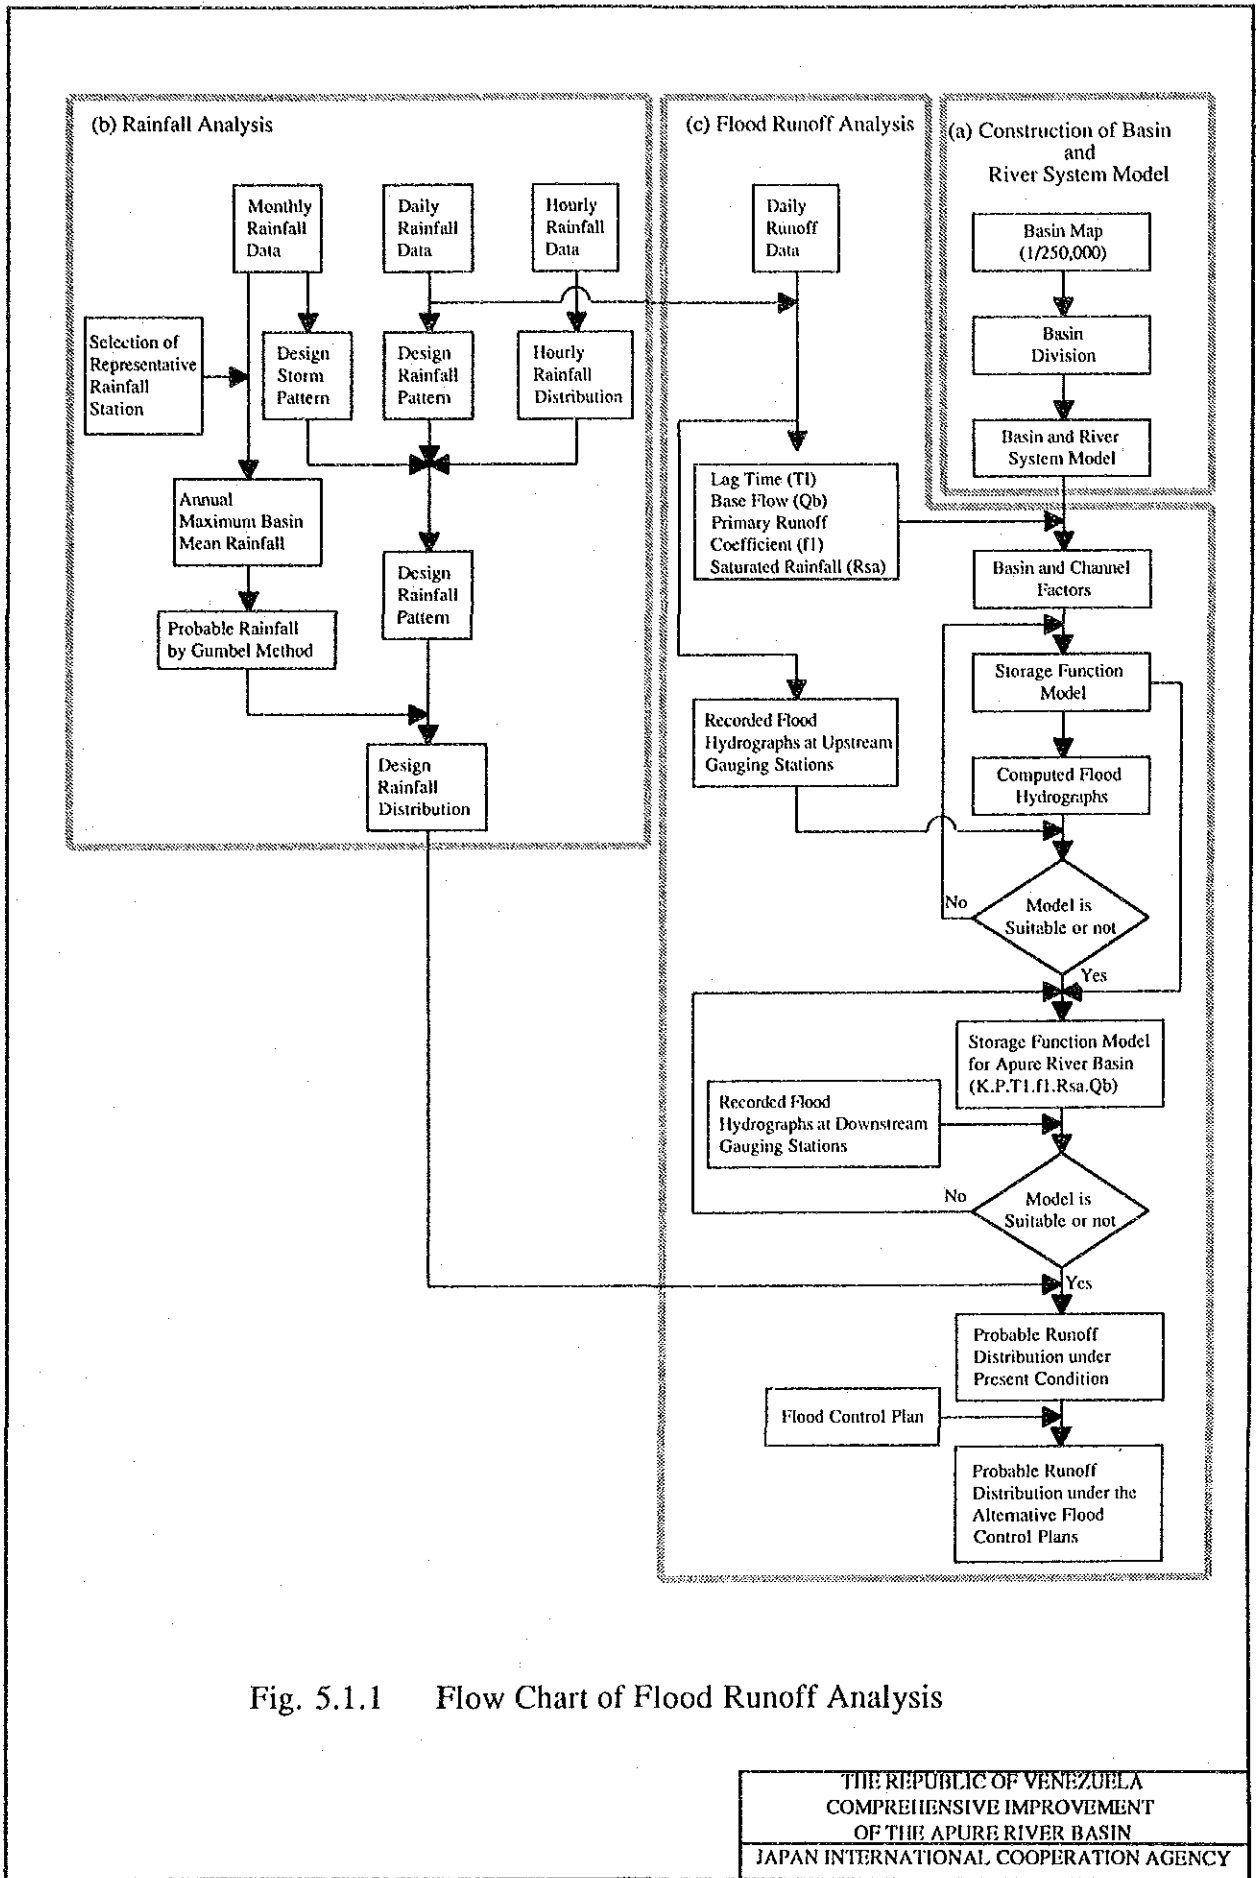 (b) Rainfall Analysis
Monthly
Rainfall
Data
Daily
Rainfall
Data
Hourly
Rainfall
Data
Selection of
Representative
Rainfall
Station
Design
Storm
Pattern
Design
Rainfall
Pattern
Hourly
Rainfall
Distribution
Annual
Maximum Basin
Mean Rainfall
Design
Rainfall
Pattern
Probable Rainfall
by Gumbel Method
Design
Rainfall
Distribution
(c) Flood Runoff Analysis
Daily
Runoff
Data
Lag Time (Tl)
Base Flow (Qb)
Primary Runoff
Coefficient (f1)
Saturated Rainfall (Rsa)
Recorded Flood
Hydrographs at Upstream
Gauging Stations
(a) Construction of Basin
and
River System Model
Basin Map
(1/250,000)
Basin
Division
Basin and River
System Model
Basin and Channel
Factors
Storage Function
Model
Computed Flood
Hydrographs
No
Model is
Suitable or not
Yes
Storage Function Model
for Apure River Basin
(K.P.T1.f1.Rsa.Qb)
Recorded Flood
Hydrographs at Downstream
Gauging Stations
No
Model is
Suitable or not
Yes
Probable Runoff
Distribution under
Present Condition
Flood Control Plan
Probable Runoff
Distribution under the
Alternative Flood
Control Plans
Fig. 5.1.1 Flow Chart of Flood Runoff Analysis
THE REPUBLIC OF VENEZUELA
COMPREHENSIVE IMPROVEMENT
OF THE APURE RIVER BASIN
JAPAN INTERNATIONAL COOPERATION AGENCY